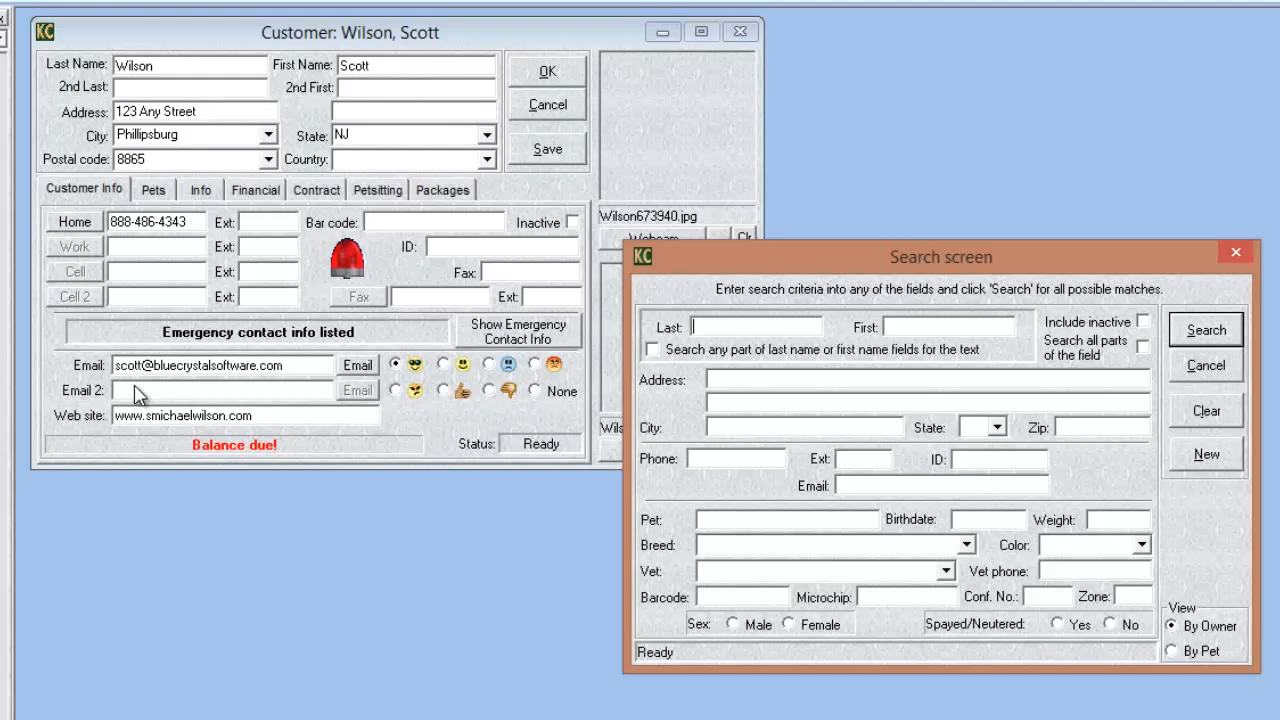 KC Customer: Wilson, Scott
Last Name: Wilson First Name: Scott OK
2nd Last: 2nd First:
Address: 123 Any Street Cancel
City: Phillipsburg State: NJ
Postal code: 8865 Country: Save
Customer Info Pets Info Financial Contract Petsitting Packages
Home 888-486-4343 Ext: Bar code: Inactive
Work Ext: ID:
Cell Ext: Fax:
Cell 2 Ext: Fax Ext:
Emergency contact info listed Show Emergency
Contact Info
Email: scott@bluecrystalsoftware.com Email
Email 2: Email None
Web site: www.smichaelwilson.com
Balance due! Status: Ready
Wilson673940.jpg
KC Search screen
Enter search criteria into any of the fields and click 'Search' for all possible matches.
Last: First: Include inactive Search
Search any part of last name or first name fields for the text Search all parts
of the field
Address: Cancel
City: State: Zip: Clear
Phone: Ext: ID: New
Email:
Pet: Birthdate: Weight:
Breed: Color:
Vet: Vet phone:
Barcode: Microchip: Conf. No.: Zone:
Sex: Male Female Spayed/Neutered: Yes No
View
By Owner
By Pet
Ready